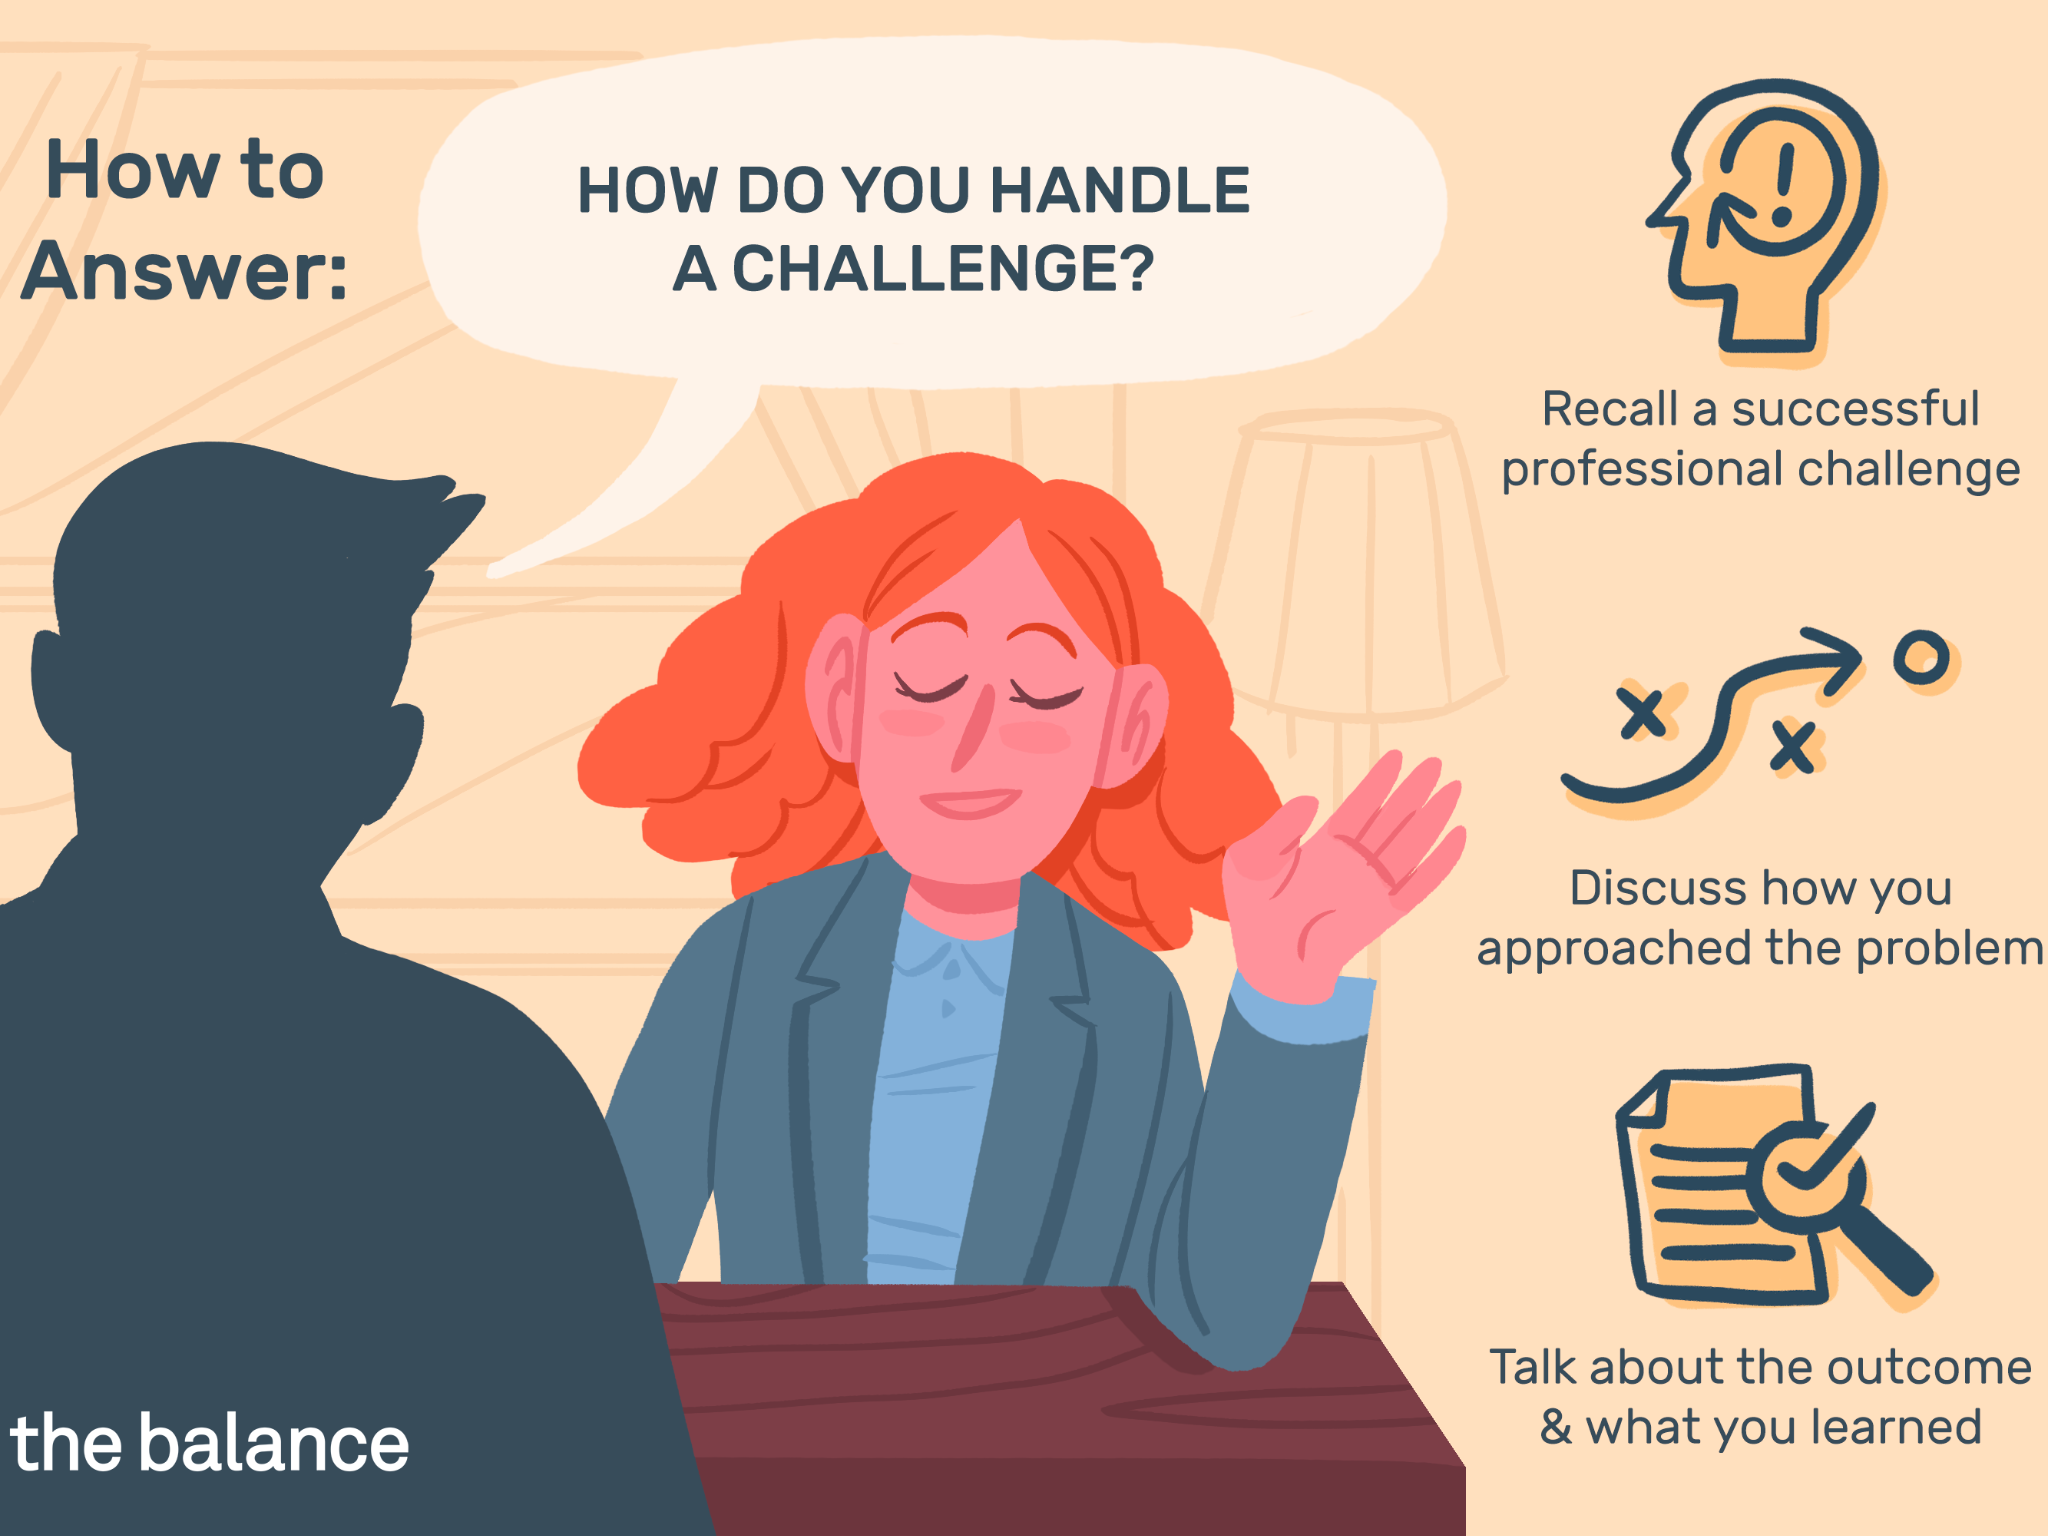 How to
Answer:
HOW DO YOU HANDLE
A CHALLENGE?
Recall a successful
professional challenge
Discuss how you
approached the problem
Talk about the outcome
& what you learned
the balance